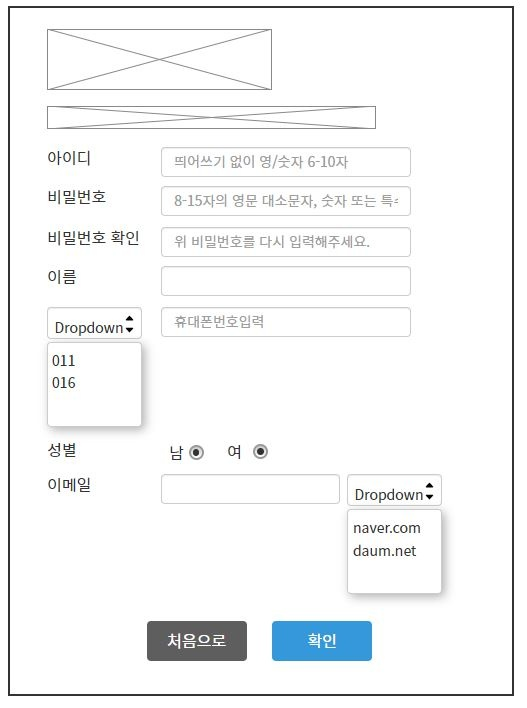 아이디 띄어쓰기 없이 영/숫자 6-10자
비밀번호 8-15자의 영문 대소문자, 숫자 또는
비밀번호 확인 위 비밀번호를 다시 입력해주세요.
이름
Dropdown 휴대폰번호입력
011
016
성별 남 여
이메일 Dropdown
naver.com
daum.net
처음으로 확인